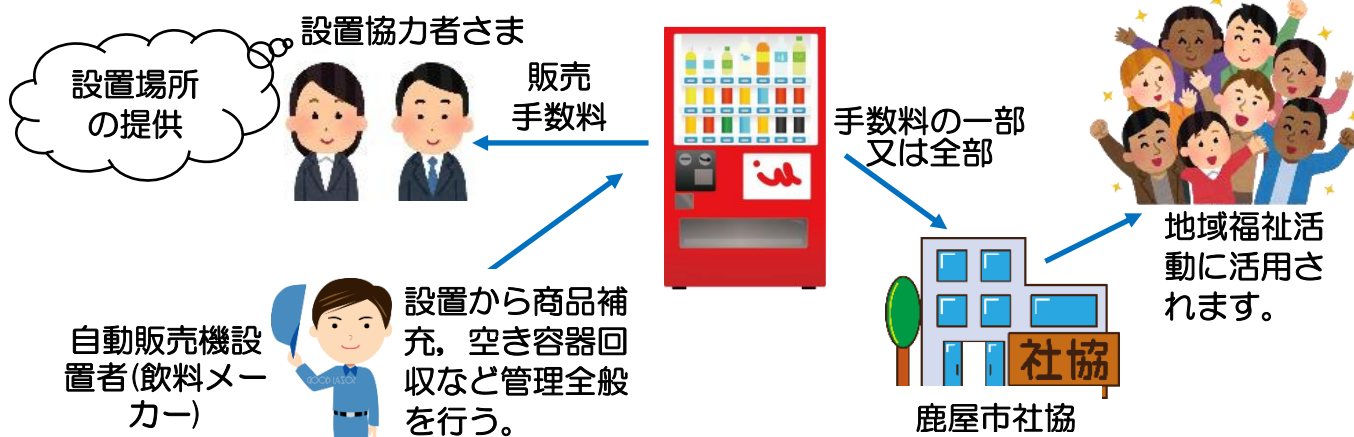 設置協力者さま
設置場所
の提供
販売
手数料
手数料の一部
又は全部
地域福祉活
動に活用さ
れます。
自動販売機設
置者(飲料メー
カー)
設置から商品補
充，空き容器回
収など管理全般
を行う。
社協
鹿屋市社協